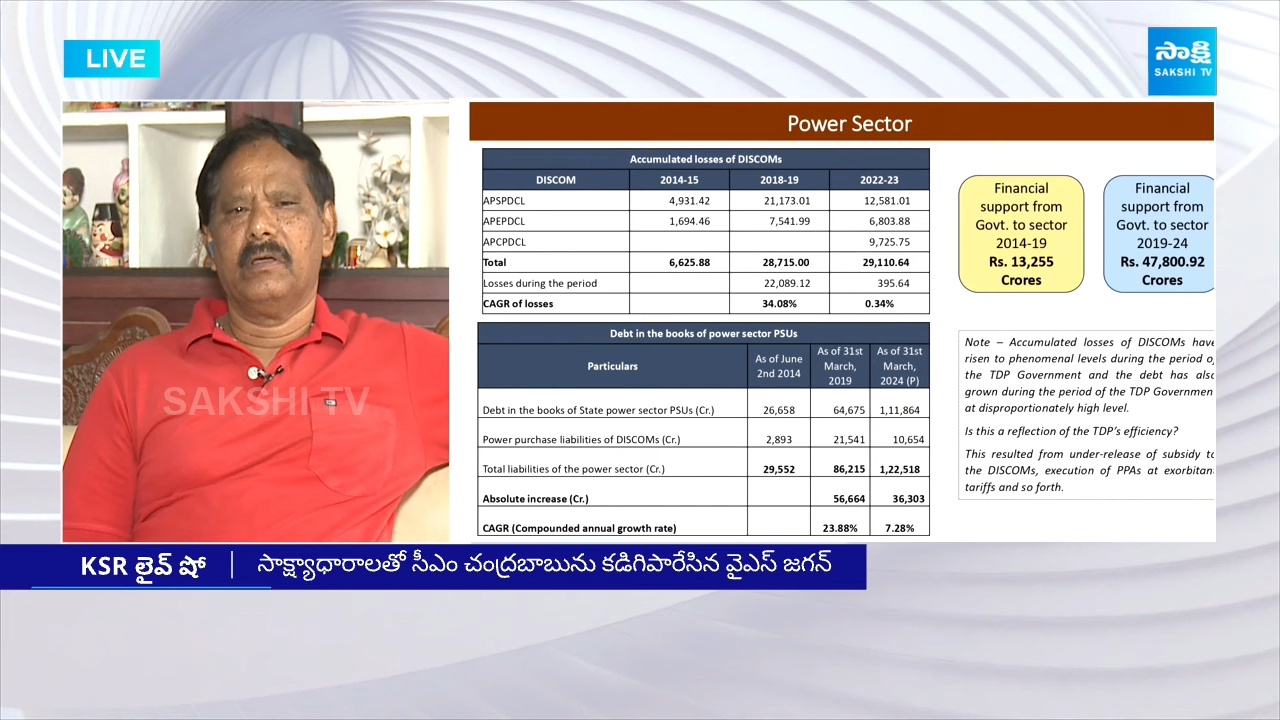 LIVE
సాక్షి
SAKSHI TV
Power Sector
Accumulated losses of DISCOMs
DISCOM 2014-15 2018-19 2022-23
APSPDCL 4,931.42 21,173.01 12,581.01
APEPDCL 1,694.46 7,541.99 6,803.88
APCPDCL 9,725.75
Total 6,625.88 28,715.00 29,110.64
Losses during the period 22,089.12 395.64
CAGR of losses 34.08% 0.34%
Financial
support from
Govt. to sector
2014-19
Rs. 13,255
Crores
Financial
support from
Govt. to sector
2019-24
Rs. 47,800.92
Crores
Debt in the books of power sector PSUs
Particulars
As of June
2nd 2014
As of 31st
March,
2019
As of 31st
March,
2024 (P)
Debt in the books of State power sector PSUs (Cr.) 26,658 64,675 1,11,864
Power purchase liabilities of DISCOMs (Cr.) 2,893 21,541 10,654
Total liabilities of the power sector (Cr.) 29,552 86,215 1,22,518
Absolute increase (Cr.) 56,664 36,303
CAGR (Compounded annual growth rate) 23.88% 7.28%
Note – Accumulated losses of DISCOMs have
risen to phenomenal levels during the period
the TDP Government and the debt has
grown during the period of the TDP
at disproportionately high level.
Is this a reflection of the TDP's efficiency?
This resulted from under-release of subsidy
the DISCOMs, execution of PPAs at
tariffs and so forth.
SAKSHI TV
KSR లైవ్ షో | సాక్ష్యాధారాలతో సీఎం చంద్రబాబును కడిగిపారేసిన వైఎస్ జగన్